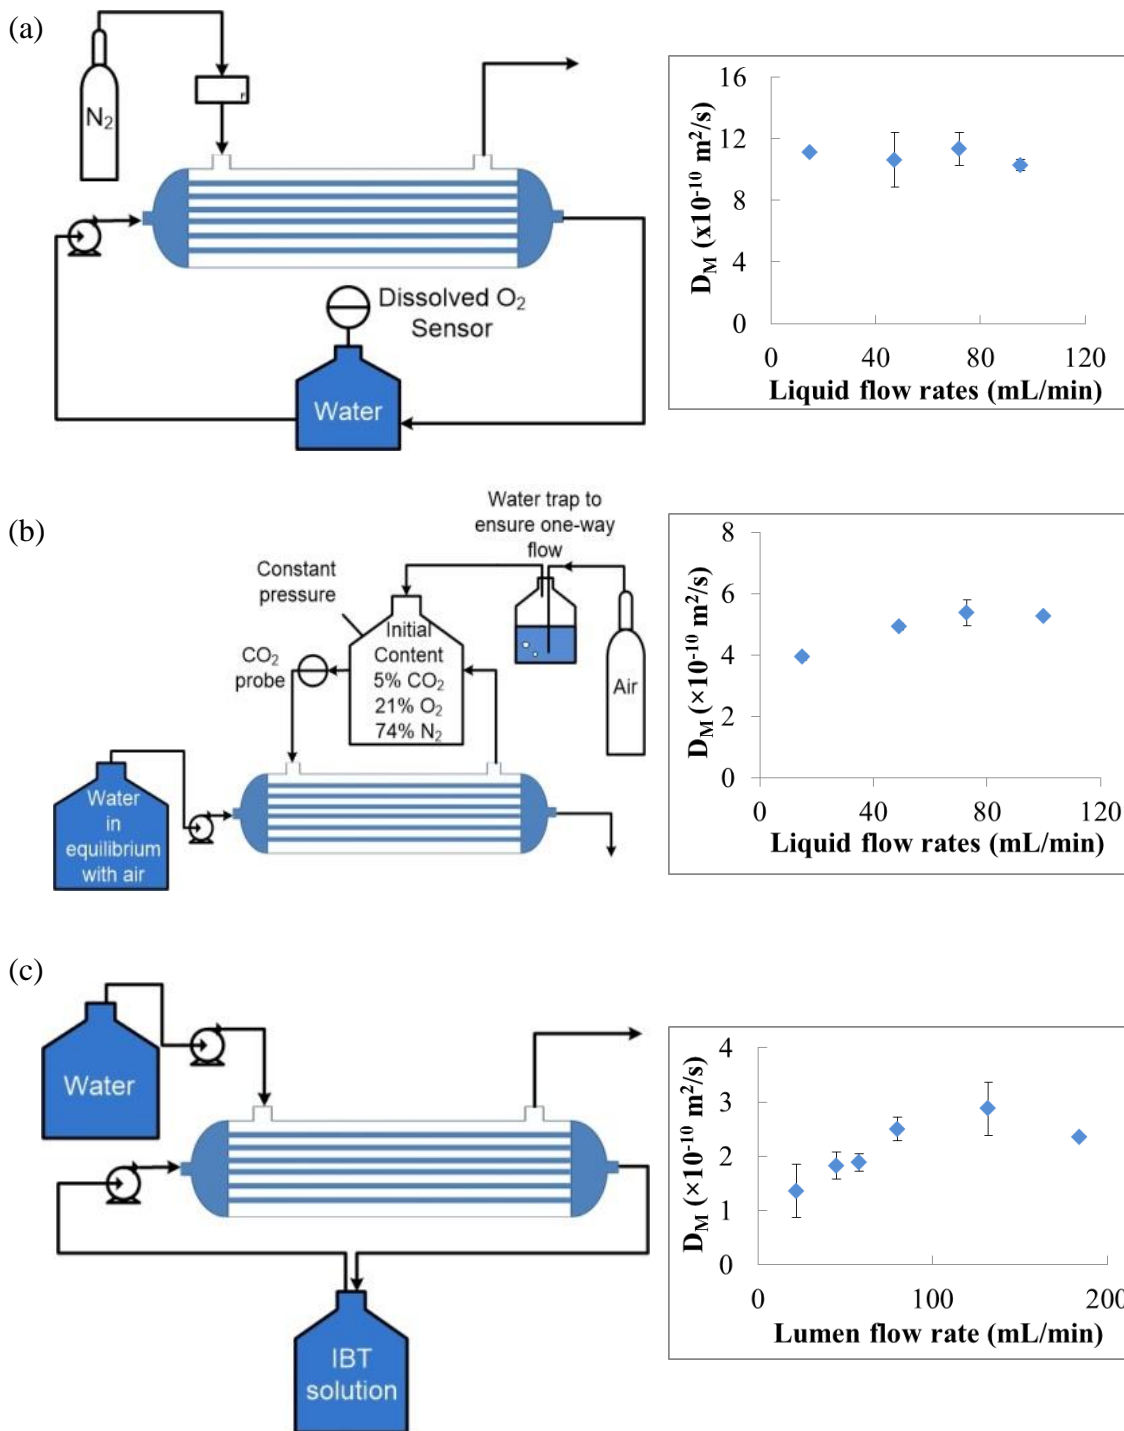 (a)
N2
r
Dissolved O2
Sensor
Water
16
12
8
4
0
0 40 80 120
DM (x10-10 m2/s)
Liquid flow rates (mL/min)
(b)
Water trap to
ensure one-way
flow
Constant
pressure
CO2
probe
Initial
Content
5% CO2
21% O2
74% N2
Air
Water
in
equilibrium
with air
8
6
4
2
0
0 40 80 120
DM (×10-10 m2/s)
Liquid flow rates (mL/min)
(c)
Water
IBT
solution
4
3
2
1
0
0 100 200
DM (×10-10 m2/s)
Lumen flow rate (mL/min)